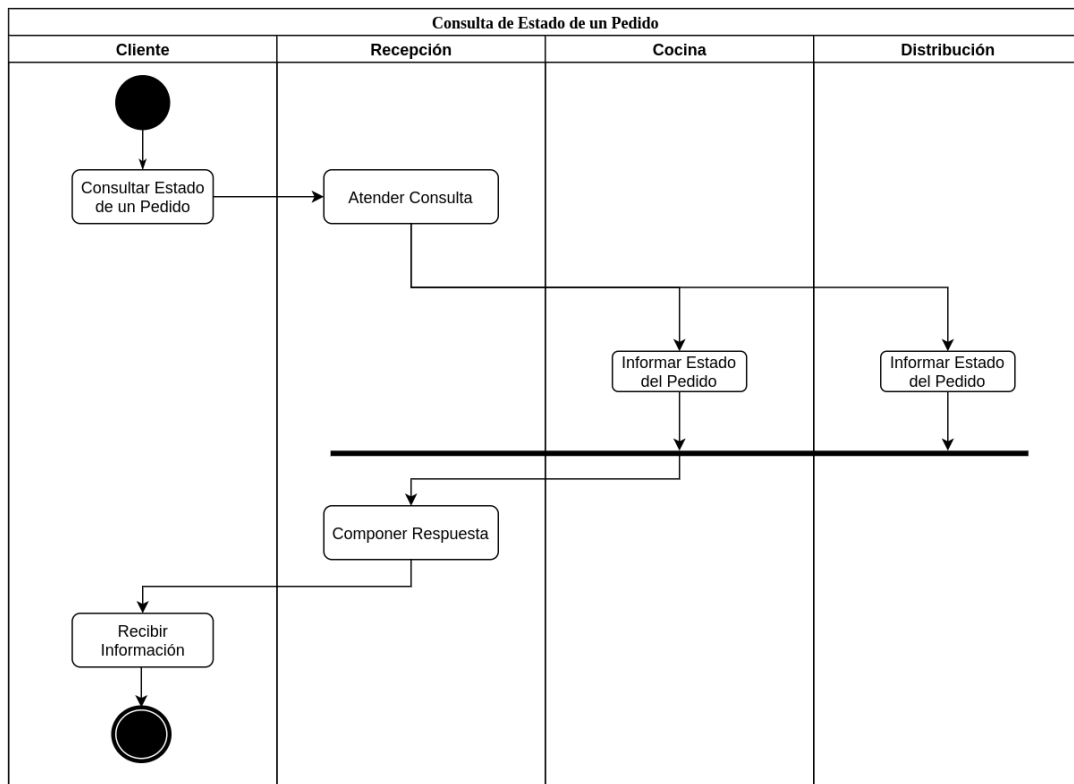 Consulta de Estado de un Pedido
Cliente
Recepción
Cocina
Distribución
Consultar Estado
de un Pedido
Atender Consulta
Informar Estado
del Pedido
Informar Estado
del Pedido
Componer Respuesta
Recibir
Información